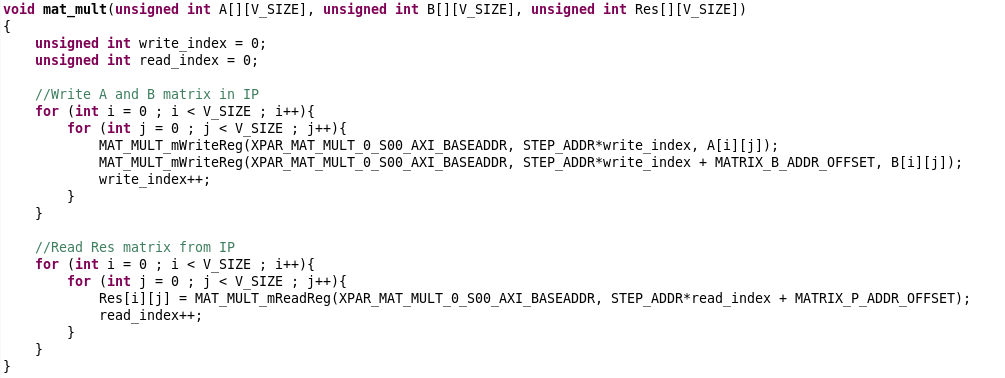 void mat_mult(unsigned int A[][V_SIZE], unsigned int B[][V_SIZE], unsigned int Res[][V_SIZE])
{
    unsigned int write_index = 0;
    unsigned int read_index = 0;

    //Write A and B matrix in IP
    for (int i = 0 ; i < V_SIZE ; i++){
        for (int j = 0 ; j < V_SIZE ; j++){
            MAT_MULT_mWriteReg(XPAR_MAT_MULT_0_S00_AXI_BASEADDR, STEP_ADDR*write_index, A[i][j]);
            MAT_MULT_mWriteReg(XPAR_MAT_MULT_0_S00_AXI_BASEADDR, STEP_ADDR*write_index + MATRIX_B_ADDR_OFFSET, B[i][j]);
            write_index++;
        }
    }

    //Read Res matrix from IP
    for (int i = 0 ; i < V_SIZE ; i++){
        for (int j = 0 ; j < V_SIZE ; j++){
            Res[i][j] = MAT_MULT_mReadReg(XPAR_MAT_MULT_0_S00_AXI_BASEADDR, STEP_ADDR*read_index + MATRIX_P_ADDR_OFFSET);
            read_index++;
        }
    }
}